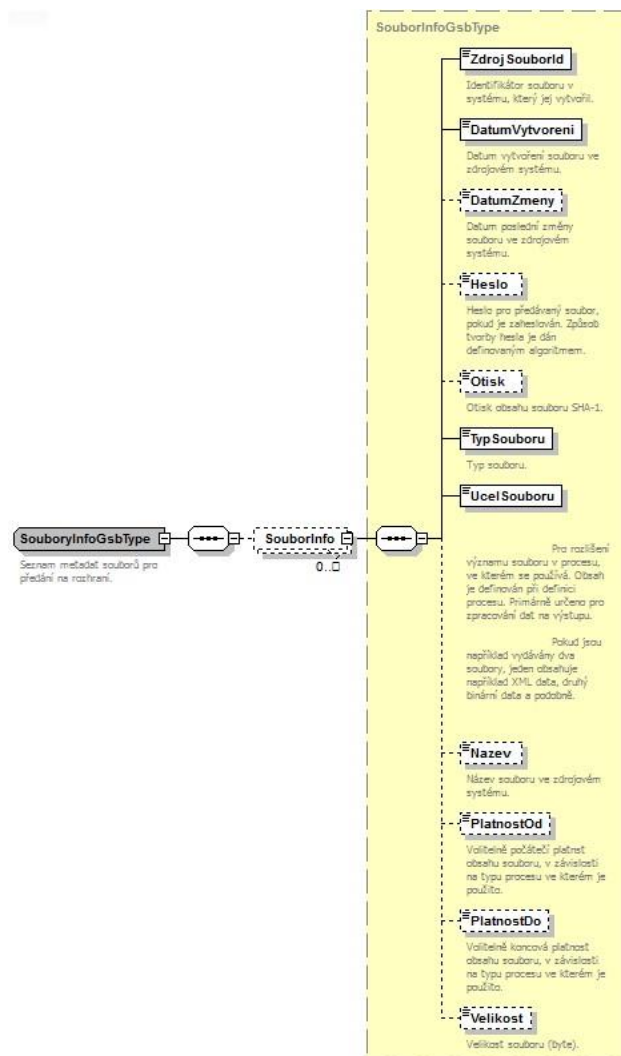 SouborInfoGsbType
ZdrojSouborId
Identifikátor souboru v
systému, který jej vytvořil.
DatumVytvoreni
Datum vytvoření souboru ve
zdrojovém systému.
DatumZmeny
Datum poslední změny
souboru ve zdrojovém
systému.
Heslo
Heslo pro předávaný soubor,
pokud je zaheslován. Způsob
tvorby hesla je dán
definovaným algoritmem.
Otisk
Otisk obsahu souboru SHA-1.
TypSouboru
Typ souboru.
UcelSouboru
SouboryInfoGsbType
Seznam metadat souborů pro
předání na rozhraní.
SouborInfo
0..□
Pro rozlišení
významu souboru v procesu,
ve kterém se používá. Obsah
je definován při definici
procesu. Primárně určeno pro
zpracování dat na výstupu.
Pokud jsou
například vydávány dva
soubory, jeden obsahuje
například XML data, druhý
binární data a podobně.
Nazev
Název souboru ve zdrojovém
systému.
PlatnostOd
Volitelně počátečí platnst
obsahu souboru, v závislosti
na typu procesu ve kterém je
použito.
PlatnostDo
Volitelně koncová platnost
obsahu souboru, v závislosti
na typu procesu ve kterém je
použito.
Velikost
Velikost souboru (byte).